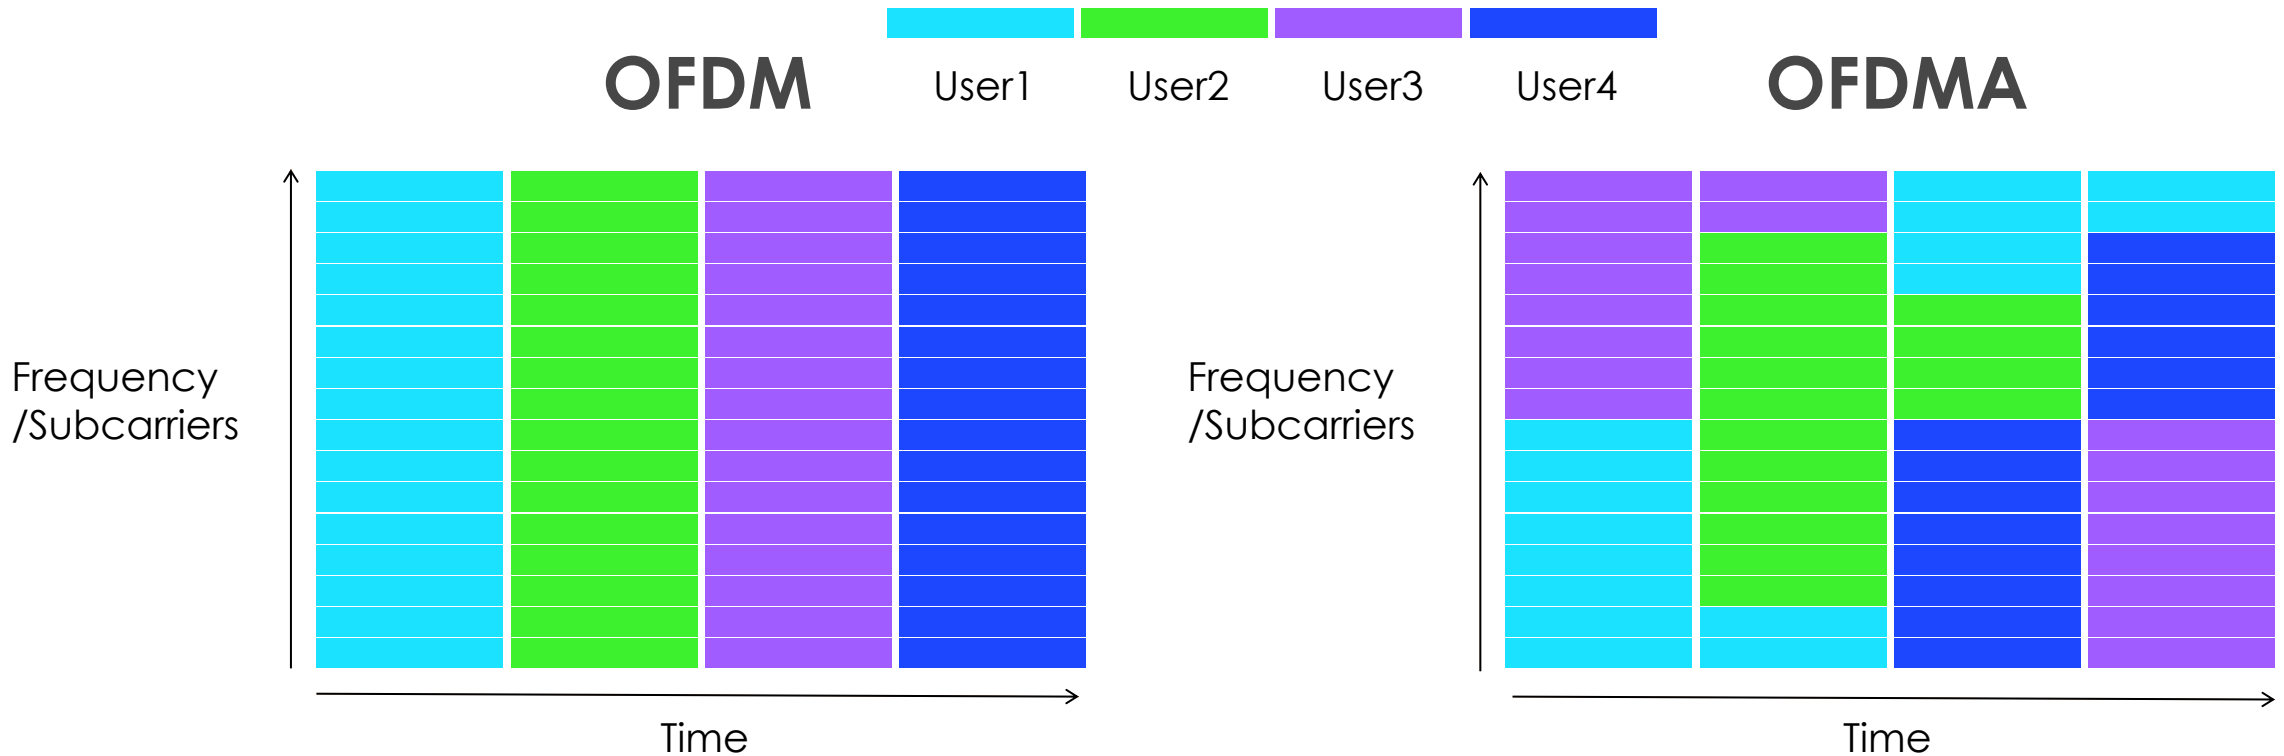 OFDM
User1
User2
User3
User4
OFDMA
Frequency
/Subcarriers
Time
Frequency
/Subcarriers
Time